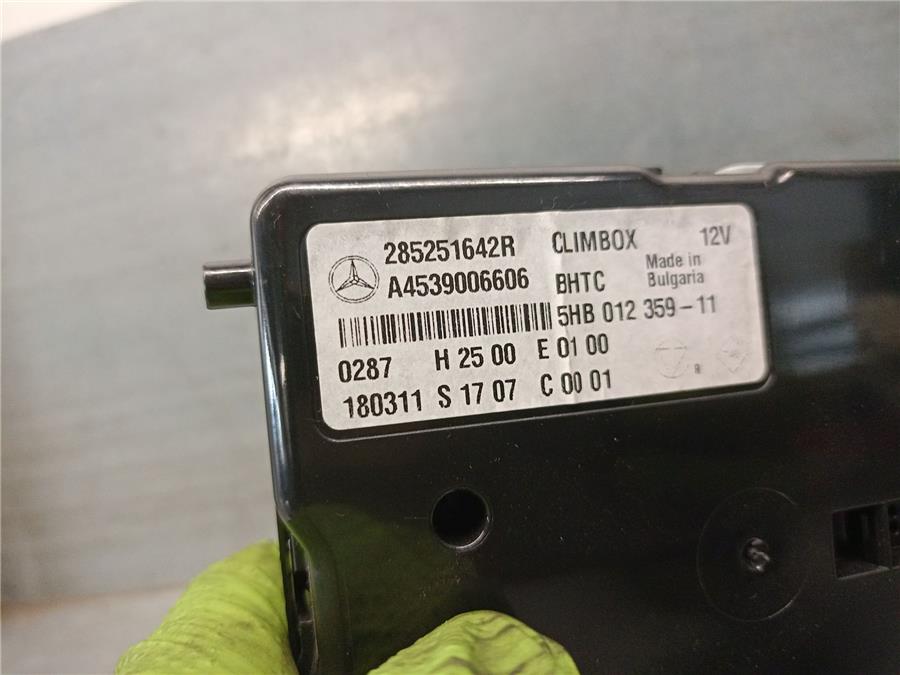 285251642R CLIMBOX 12V
A4539006606 BHTC Made in Bulgaria
5HB 012 359-11
0287 H 25 00 E 01 00
180311 S 17 07 C 00 01